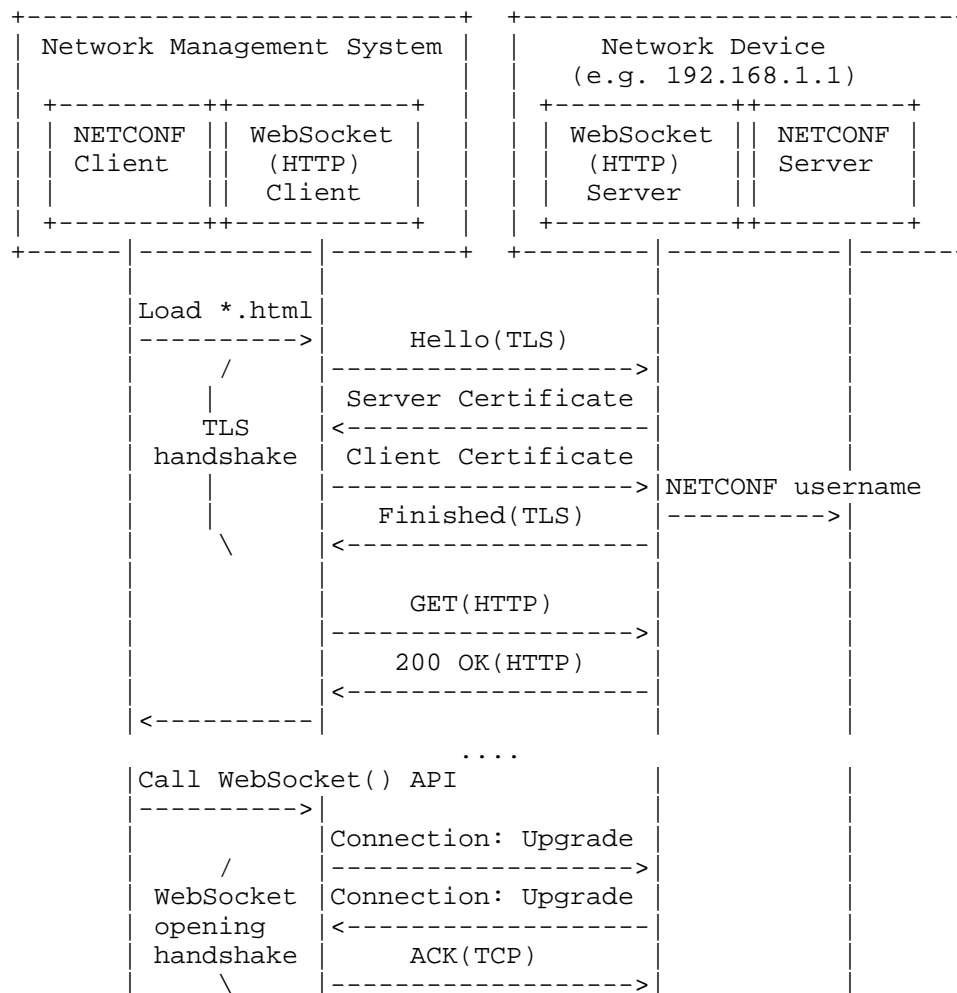 Network Management System Network Device
(e.g. 192.168.1.1)
NETCONF WebSocket WebSocket NETCONF
Client (HTTP) (HTTP) Server
Client Server
Load *.html
Hello(TLS)
Server Certificate
TLS
handshake Client Certificate
NETCONF username
Finished(TLS)
GET(HTTP)
200 OK(HTTP)
....
Call WebSocket() API
Connection: Upgrade
WebSocket Connection: Upgrade
opening
handshake ACK(TCP)